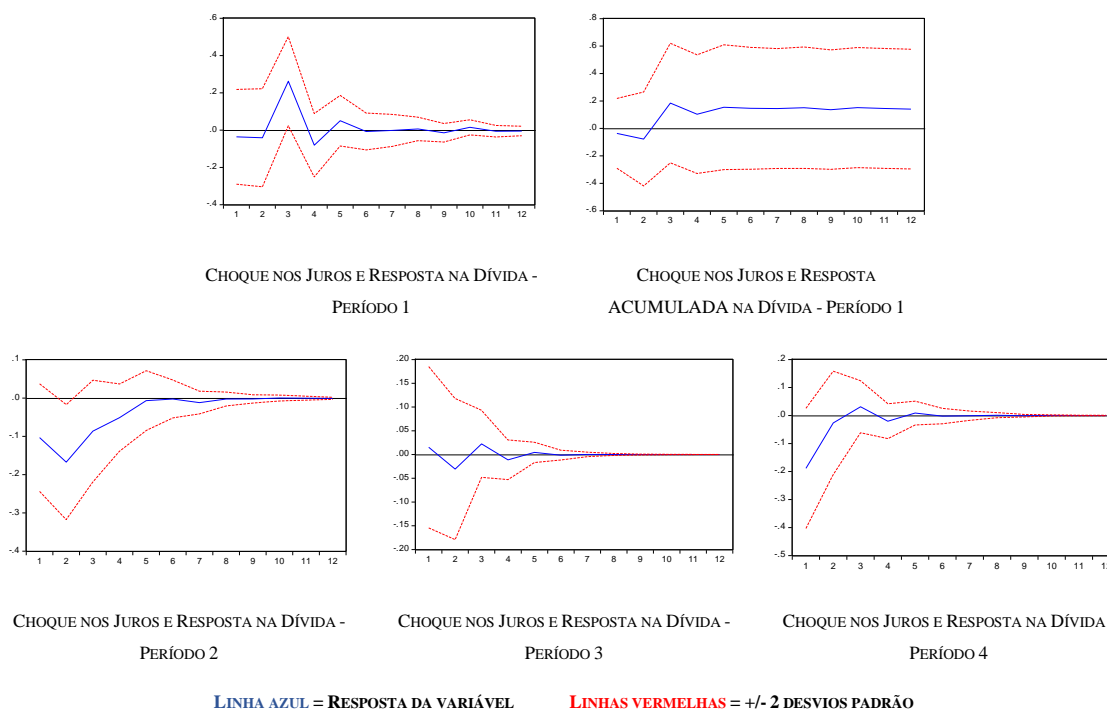 .6
.4
.2
.0
-.2
-.4
1 2 3 4 5 6 7 8 9 10 11 12
.8
.6
.4
.2
.0
-.2
-.4
-.6
1 2 3 4 5 6 7 8 9 10 11 12
CHOQUE NOS JUROS E RESPOSTA NA DÍVIDA -
PERÍODO 1
CHOQUE NOS JUROS E RESPOSTA
ACUMULADA NA DÍVIDA - PERÍODO 1
.1
.0
-.1
-.2
-.3
-.4
1 2 3 4 5 6 7 8 9 10 11 12
.20
.15
.10
.05
.00
-.05
-.10
-.15
-.20
1 2 3 4 5 6 7 8 9 10 11 12
.2
.1
.0
-.1
-.2
-.3
-.4
-.5
1 2 3 4 5 6 7 8 9 10 11 12
CHOQUE NOS JUROS E RESPOSTA NA DÍVIDA -
PERÍODO 2
CHOQUE NOS JUROS E RESPOSTA NA DÍVIDA -
PERÍODO 3
CHOQUE NOS JUROS E RESPOSTA NA DÍVIDA
PERÍODO 4
LINHA AZUL = RESPOSTA DA VARIÁVEL
LINHAS VERMELHAS = +/- 2 DESVIOS PADRÃO